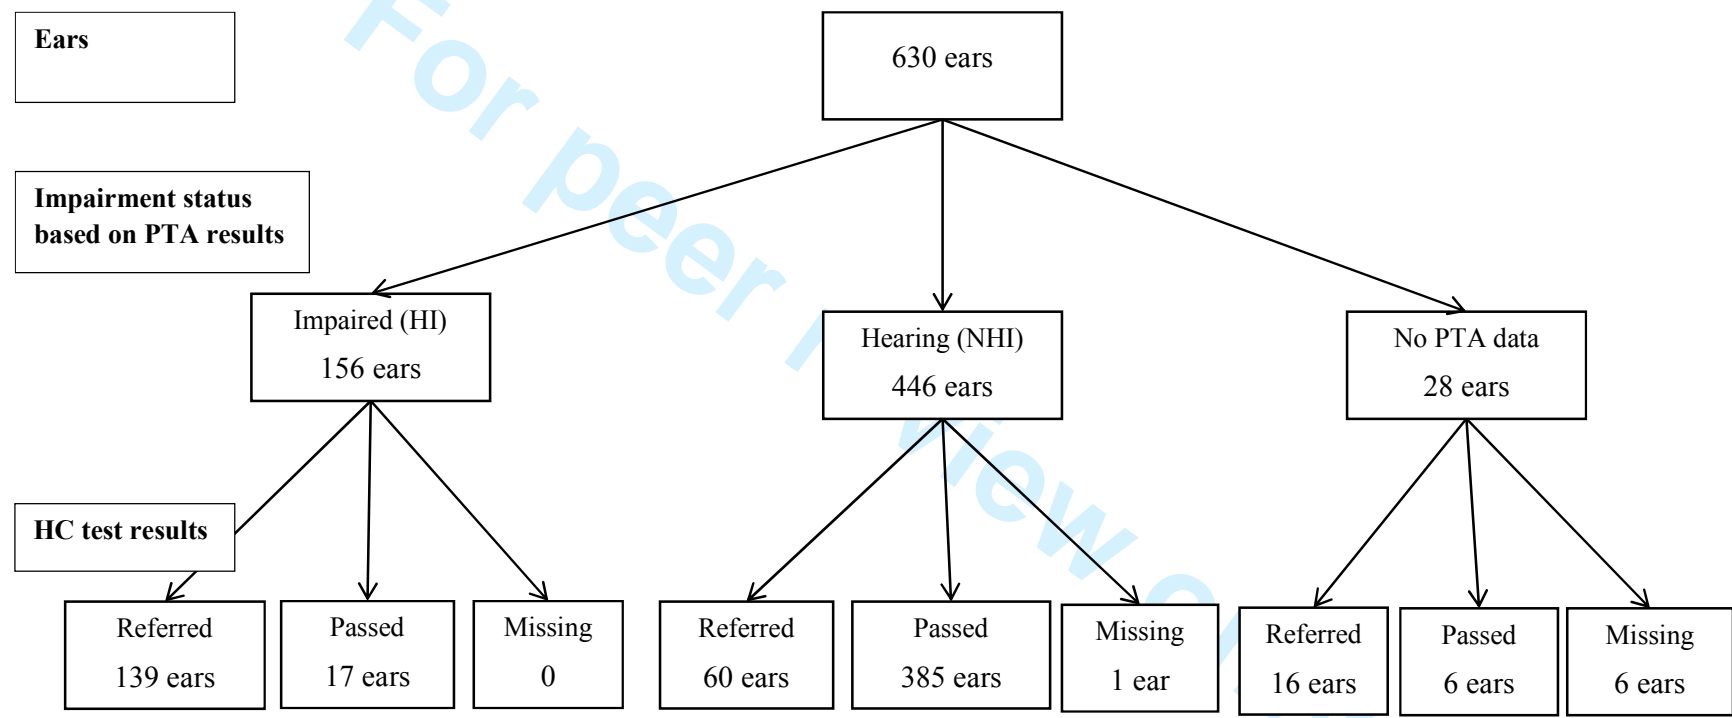 Ears
630 ears
Impairment status
based on PTA results
Impaired (HI)
156 ears
Hearing (NHI)
446 ears
No PTA data
28 ears
HC test results
Referred
139 ears
Passed
17 ears
Missing
0
Referred
60 ears
Passed
385 ears
Missing
1 ear
Referred
16 ears
Passed
6 ears
Missing
6 ears
For peer review